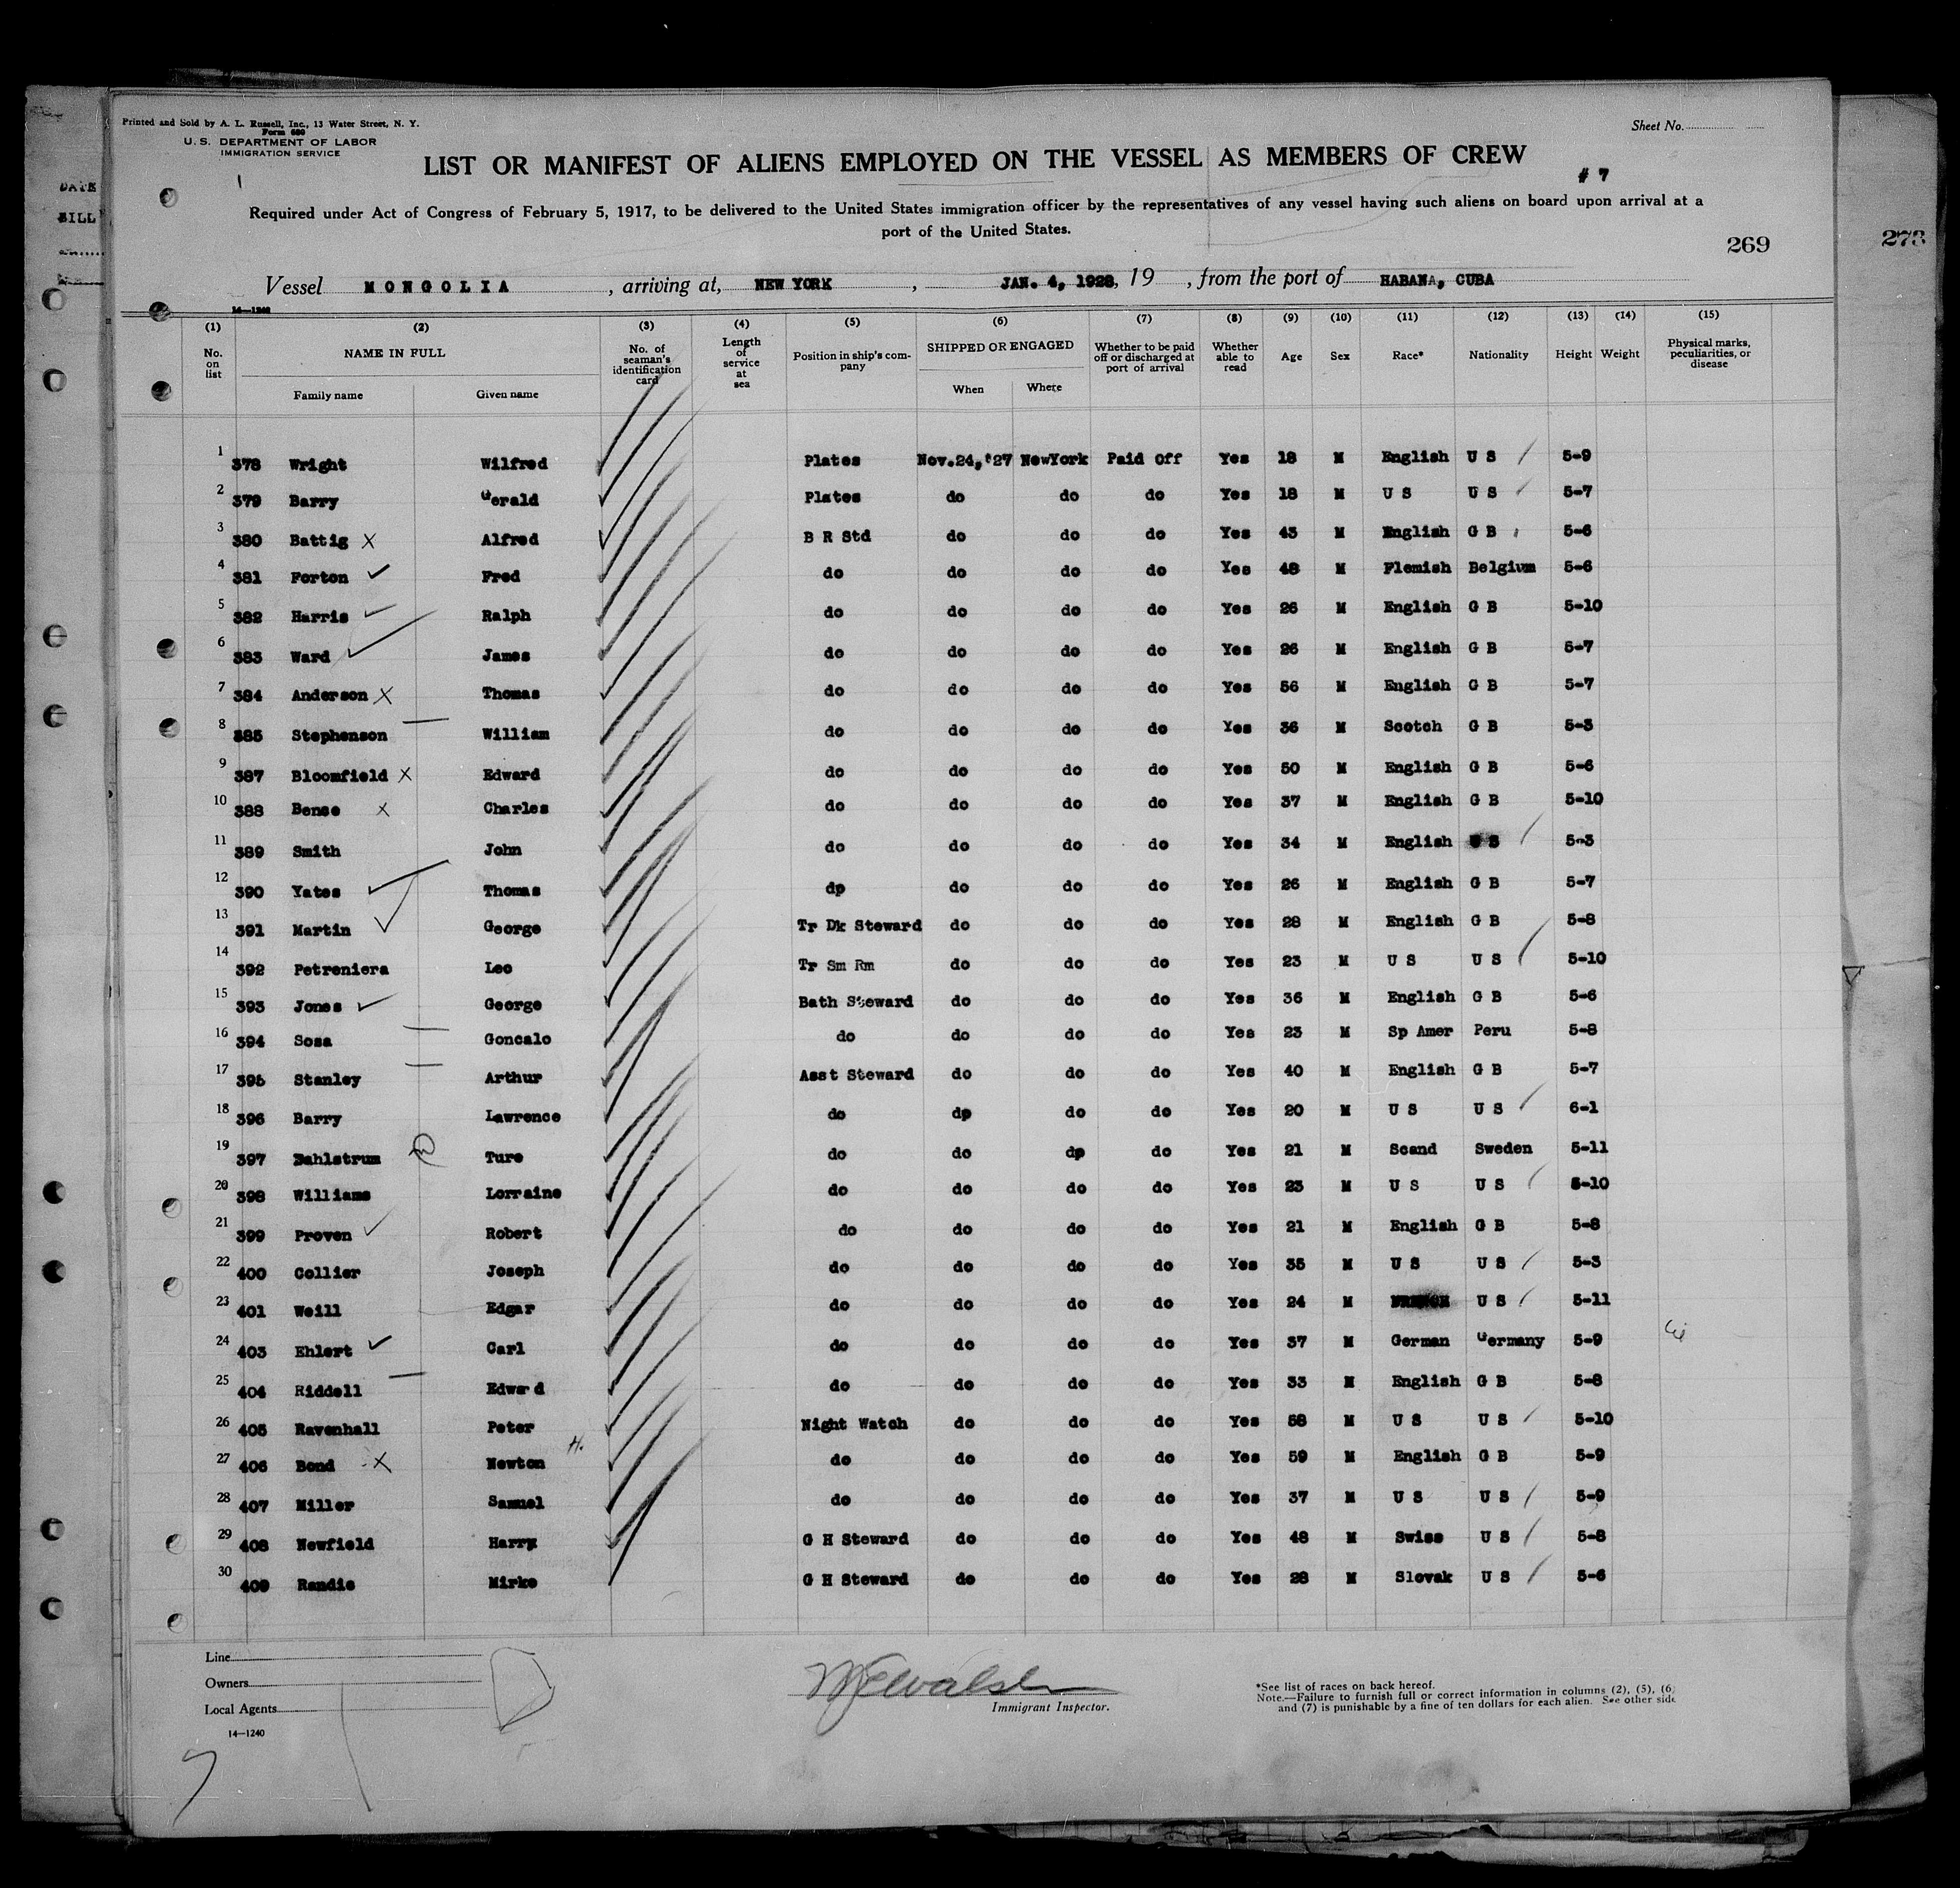 Printed and Sold by A. L. Russell, Inc., 13 Water Street, N. Y.
Form 680
U. S. DEPARTMENT OF LABOR
IMMIGRATION SERVICE
Sheet No.
LIST OR MANIFEST OF ALIENS EMPLOYED ON THE VESSEL AS MEMBERS OF CREW
# 7
Required under Act of Congress of February 5, 1917, to be delivered to the United States immigration officer by the representatives of any vessel having such aliens on board upon arrival at a
port of the United States.
269
273
Vessel MONGOLIA, arriving at, NEW YORK, JAN. 4, 1928, 19 , from the port of HABANA, CUBA
14—1240
(1) (2) (3) (4) (5) (6) (7) (8) (9) (10) (11) (12) (13) (14) (15)
No. on list NAME IN FULL Family name Given name No. of seaman's identification card Length of service at sea Position in ship's company SHIPPED OR ENGAGED When Where Whether to be paid off or discharged at port of arrival Whether able to read Age Sex Race* Nationality Height Weight Physical marks, peculiarities, or disease
1 378 Wright Wilfred Plates Nov.24,'27 NewYork Paid Off Yes 18 M English U S 5-9
2 379 Barry Gerald Plates do do do Yes 18 M U S U S 5-7
3 380 Battig X Alfred B R Std do do do Yes 43 M English G B 5-6
4 381 Forton Fred do do do do Yes 48 M Flemish Belgium 5-6
5 382 Harris Ralph do do do do Yes 26 M English G B 5-10
6 383 Ward James do do do do Yes 26 M English G B 5-7
7 384 Anderson X Thomas do do do do Yes 56 M English G B 5-7
8 385 Stephenson William do do do do Yes 36 M Scotch G B 5-3
9 387 Bloomfield X Edward do do do do Yes 50 M English G B 5-6
10 388 Bense X Charles do do do do Yes 37 M English G B 5-10
11 389 Smith John do do do do Yes 34 M English U S 5-3
12 390 Yates Thomas dp do do do Yes 26 M English G B 5-7
13 391 Martin George Tr Dk Steward do do do Yes 28 M English G B 5-8
14 392 Petreniera Leo Tr Sm Rm do do do Yes 23 M U S U S 5-10
15 393 Jones George Bath Steward do do do Yes 36 M English G B 5-6
16 394 Sosa Goncalo do do do do Yes 23 M Sp Amer Peru 5-8
17 395 Stanley Arthur Asst Steward do do do Yes 40 M English G B 5-7
18 396 Barry Lawrence do dp do do Yes 20 M U S U S 6-1
19 397 Dahlstrum Ture do do dp do Yes 21 M Scand Sweden 5-11
20 398 Williams Lorraine do do do do Yes 23 M U S U S 5-10
21 399 Proven Robert do do do do Yes 21 M English G B 5-8
22 400 Collier Joseph do do do do Yes 35 M U S U S 5-3
23 401 Weill Edgar do do do do Yes 24 M U S 5-11
24 403 Ehlert Carl do do do do Yes 37 M German Germany 5-9
25 404 Riddell Edward do do do do Yes 33 M English G B 5-8
26 405 Ravenhall Peter Night Watch do do do Yes 58 M U S U S 5-10
27 406 Bond X Newton H. do do do do Yes 59 M English G B 5-9
28 407 Miller Samuel do do do do Yes 37 M U S U S 5-9
29 408 Newfield Harry G H Steward do do do Yes 48 M Swiss U S 5-8
30 409 Randic Mirko G H Steward do do do Yes 28 M Slovak U S 5-6
Line
Owners
Local Agents
14—1240
Immigrant Inspector.
*See list of races on back hereof.
Note.—Failure to furnish full or correct information in columns (2), (5), (6)
and (7) is punishable by a fine of ten dollars for each alien. See other side